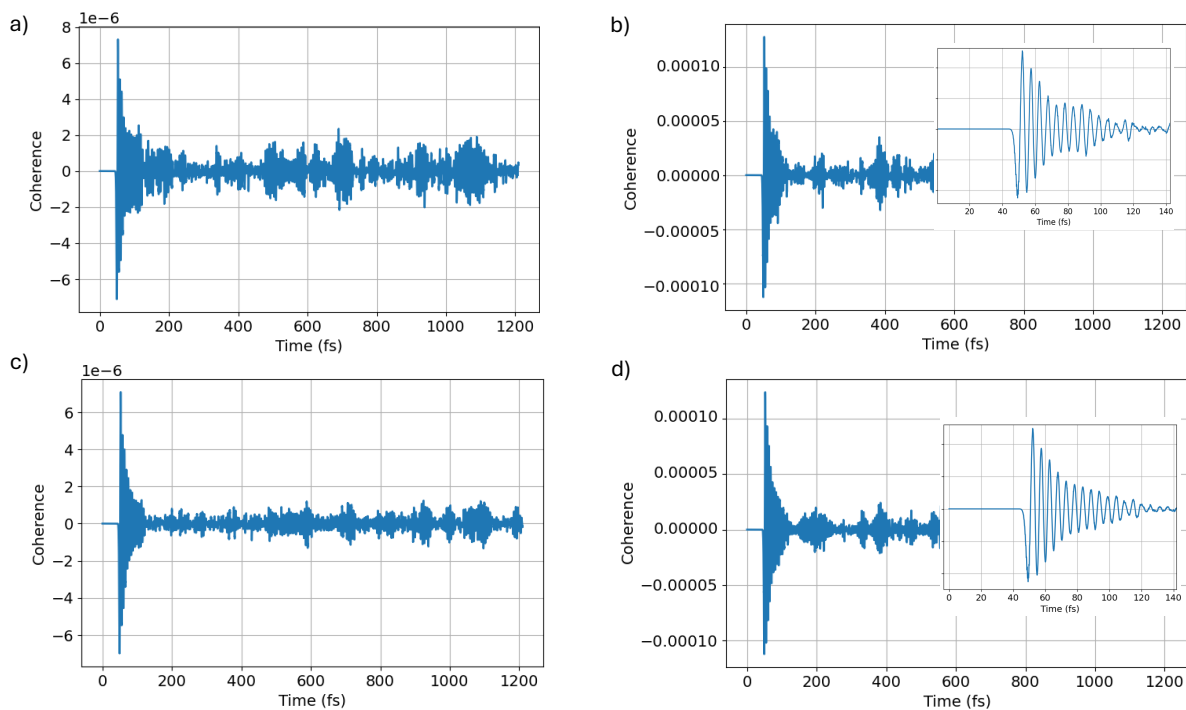 a)
1e−6
8
6
4
2
0
−2
−4
−6
Coherence
0 200 400 600 800 1000 1200
Time (fs)
b)
0.00010
0.00005
0.00000
−0.00005
−0.00010
Coherence
0 200 400 600 800 1000 1200
Time (fs)
20 40 60 80 100 120 140
Time (fs)
c)
1e−6
6
4
2
0
−2
−4
−6
Coherence
0 200 400 600 800 1000 1200
Time (fs)
d)
0.00010
0.00005
0.00000
−0.00005
−0.00010
Coherence
0 200 400 600 800 1000 1200
Time (fs)
0 20 40 60 80 100 120 140
Time (fs)